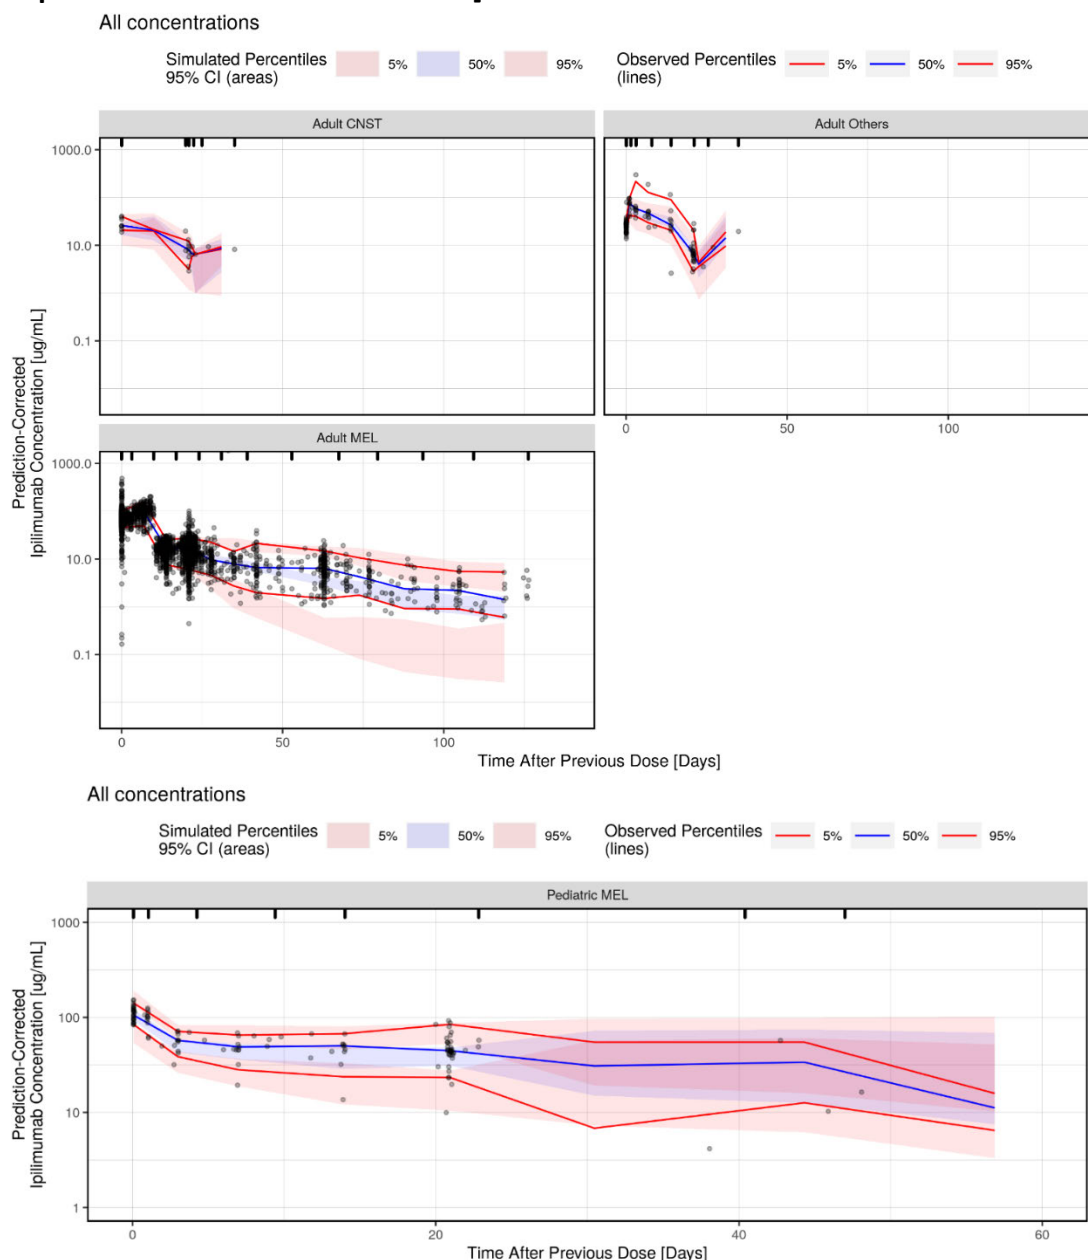 All concentrations
Simulated Percentiles
95% CI (areas)
5%
50%
95%
Observed Percentiles
(lines)
5%
50%
95%
Adult CNST
Adult Others
1000.0
10.0
0.1
0
50
100
Adult MEL
1000.0
10.0
0.1
0
50
100
Prediction-Corrected
Ipilimumab Concentration [ug/mL]
Time After Previous Dose [Days]
All concentrations
Simulated Percentiles
95% CI (areas)
5%
50%
95%
Observed Percentiles
(lines)
5%
50%
95%
Pediatric MEL
1000
100
10
1
Prediction-Corrected
Ipilimumab Concentration [ug/mL]
0
20
40
60
Time After Previous Dose [Days]